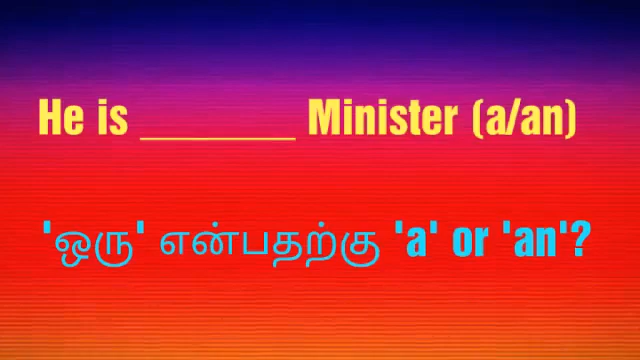 He is _______ Minister (a/an)
'ஒரு' என்பதற்கு 'a' or 'an'?